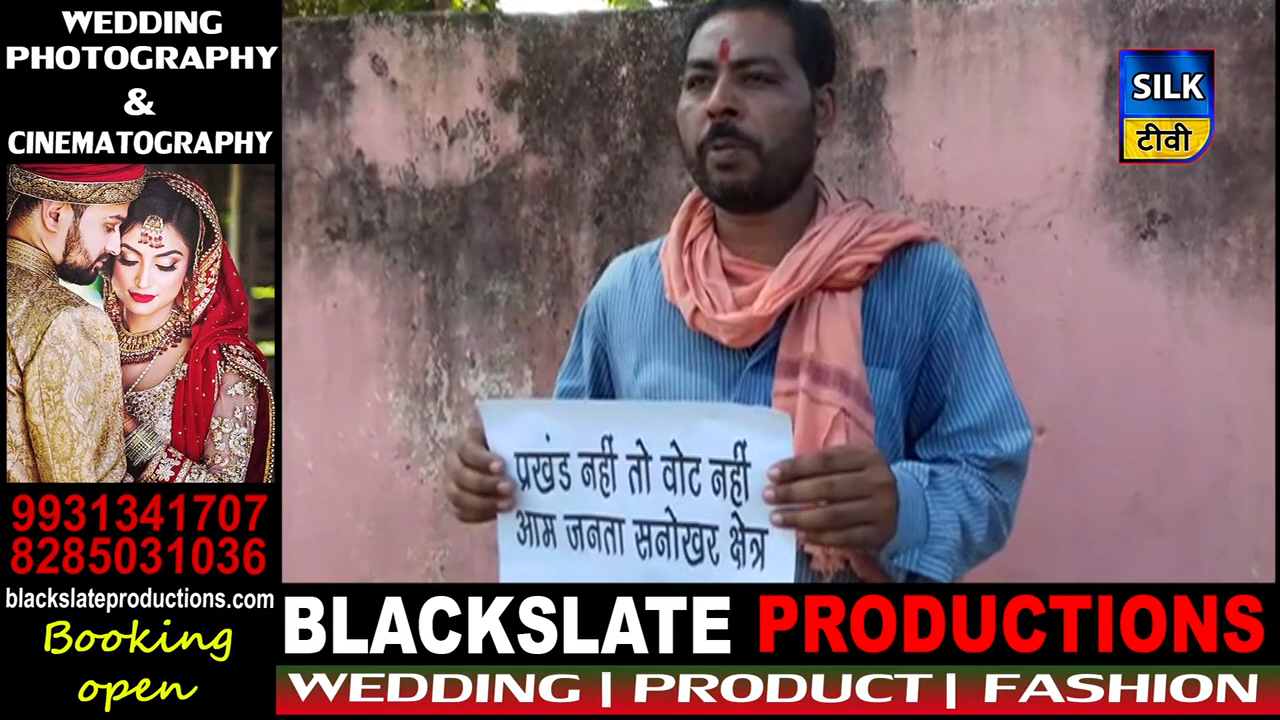 WEDDING
PHOTOGRAPHY
&
CINEMATOGRAPHY
9931341707
8285031036
blackslateproductions.com
Booking
open
SILK
टीवी
प्रखंड नहीं तो वोट नहीं
आम जनता सनोखर क्षेत्र
BLACKSLATE PRODUCTIONS
WEDDING | PRODUCT | FASHION